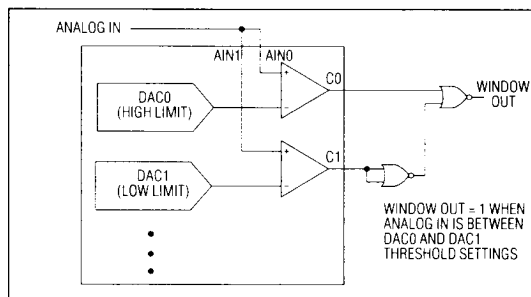 ANALOG IN
AIN1 AIN0
C0
DAC0
(HIGH LIMIT)
WINDOW
OUT
C1
DAC1
(LOW LIMIT)
WINDOW OUT = 1 WHEN
ANALOG IN IS BETWEEN
DAC0 AND DAC1
THRESHOLD SETTINGS